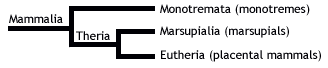 Monotremata (monotremes)
Mammalia
Marsupialia (marsupials)
Theria
Eutheria (placental mammals)